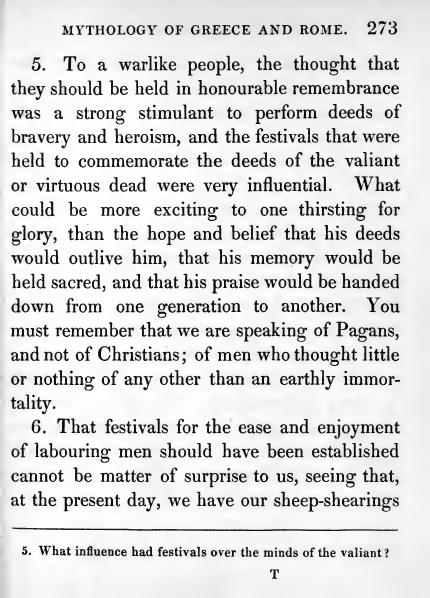 MYTHOLOGY OF GREECE AND ROME. 273
5. To a warlike people, the thought that
they should be held in honourable remembrance
was a strong stimulant to perform deeds of
bravery and heroism, and the festivals that were
held to commemorate the deeds of the valiant
or virtuous dead were very influential. What
could be more exciting to one thirsting for
glory, than the hope and belief that his deeds
would outlive him, that his memory would be
held sacred, and that his praise would be handed
down from one generation to another. You
must remember that we are speaking of Pagans,
and not of Christians; of men who thought little
or nothing of any other than an earthly immor-
tality.
6. That festivals for the ease and enjoyment
of labouring men should have been established
cannot be matter of surprise to us, seeing that,
at the present day, we have our sheep-shearings
5. What influence had festivals over the minds of the valiant?
T